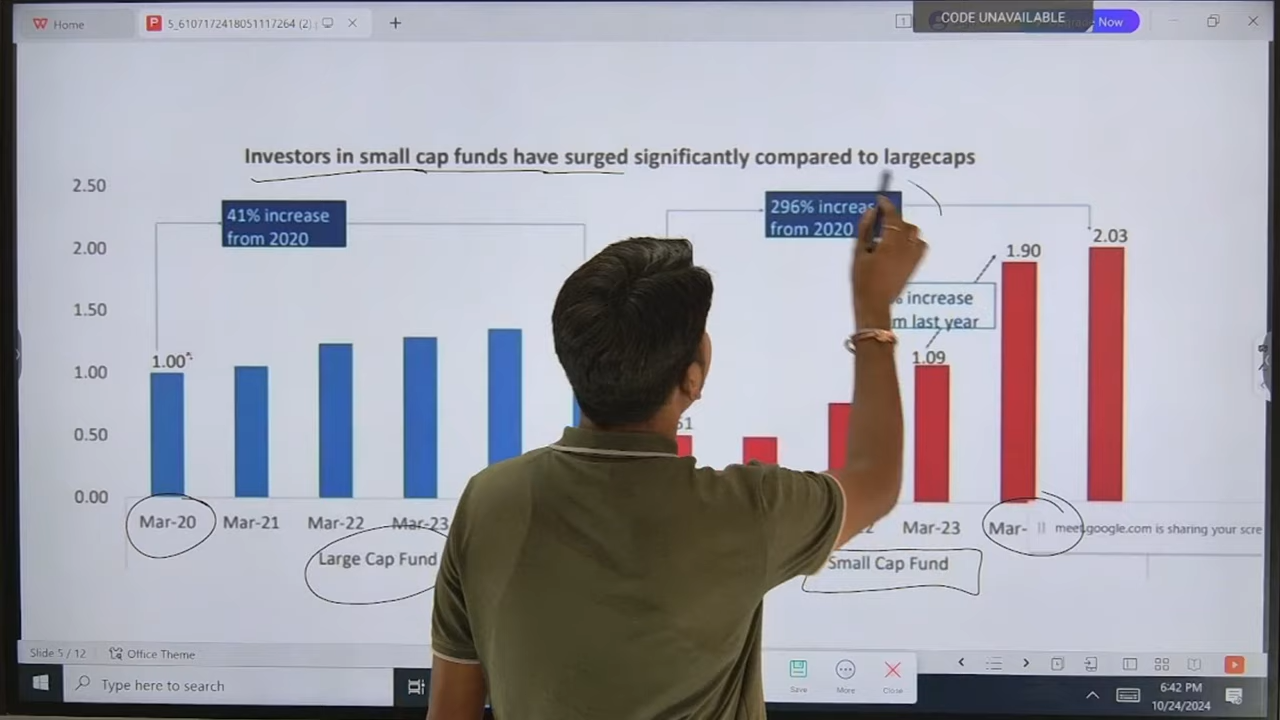 Home
5_6107172418051117264 (2)
1
CODE UNAVAILABLE
Now
Investors in small cap funds have surged significantly compared to largecaps
2.50
2.00
1.50
1.00
0.50
0.00
41% increase
from 2020
296% increase
from 2020
% increase
last year
1.00*
1.09
1.90
2.03
Mar-20
Mar-21
Mar-22
Mar-23
Mar-23
Mar-
meet.google.com is sharing your scre
Large Cap Fund
Small Cap Fund
Slide 5 / 12
Office Theme
Save
More
Close
Type here to search
6:42 PM
10/24/2024